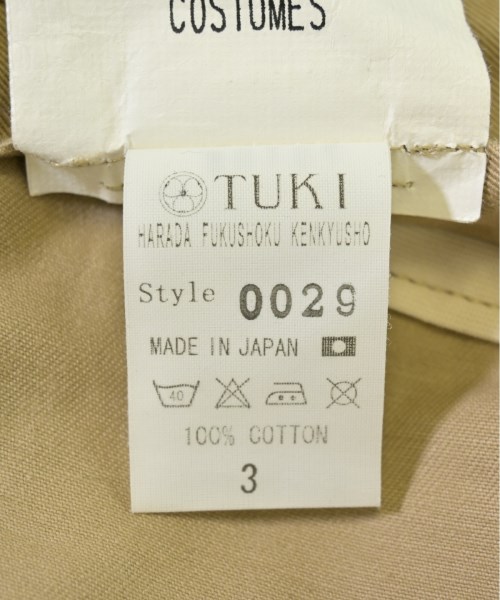 COSTUMES
TUKI
HARADA FUKUSHOKU KENKYUSHO
Style 0029
MADE IN JAPAN
40
100% COTTON
3